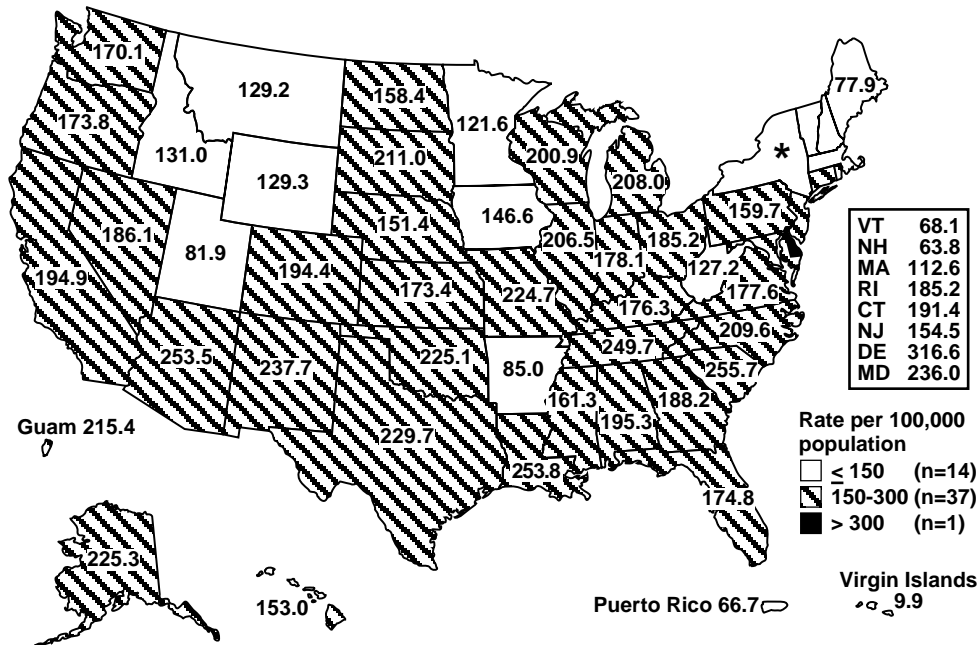 170.1
129.2
158.4
77.9
173.8
121.6
*
211.0
200.9
131.0
129.3
208.0
146.6
159.7
151.4
186.1
206.5
185.2
81.9
178.1
127.2
194.9
194.4
173.4
224.7
177.6
176.3
209.6
249.7
253.5
237.7
225.1
85.0
255.7
161.3
188.2
195.3
229.7
253.8
174.8
VT 68.1
NH 63.8
MA 112.6
RI 185.2
CT 191.4
NJ 154.5
DE 316.6
MD 236.0
Guam 215.4
Rate per 100,000
population
≤ 150 (n=14)
150-300 (n=37)
> 300 (n=1)
225.3
153.0
Puerto Rico 66.7
Virgin Islands
9.9